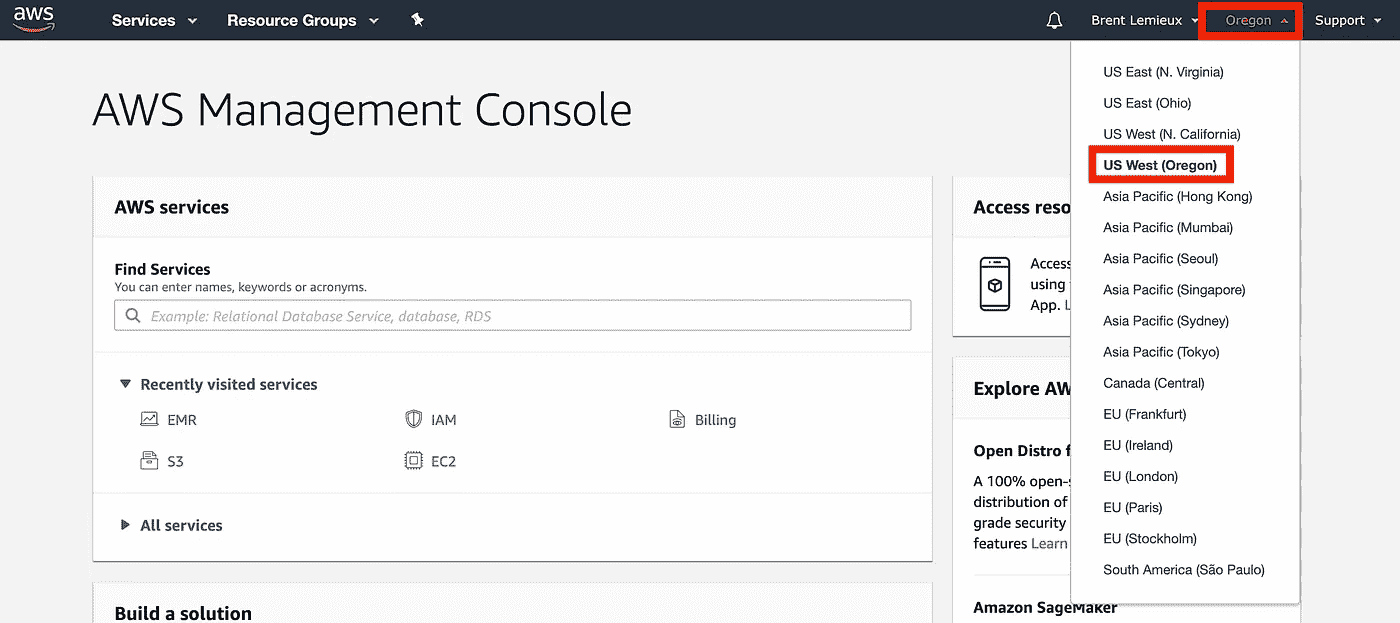 aws
Services
Resource Groups
Brent Lemieux
Oregon
Support
AWS Management Console
AWS services
Find Services
You can enter names, keywords or acronyms.
Example: Relational Database Service, database, RDS
Recently visited services
EMR
IAM
Billing
S3
EC2
All services
Build a solution
Access reso
Access
using
App. L
Explore AW
Open Distro f
A 100% open-s
distribution of
grade security
features Learn
Amazon SageMaker
US East (N. Virginia)
US East (Ohio)
US West (N. California)
US West (Oregon)
Asia Pacific (Hong Kong)
Asia Pacific (Mumbai)
Asia Pacific (Seoul)
Asia Pacific (Singapore)
Asia Pacific (Sydney)
Asia Pacific (Tokyo)
Canada (Central)
EU (Frankfurt)
EU (Ireland)
EU (London)
EU (Paris)
EU (Stockholm)
South America (São Paulo)